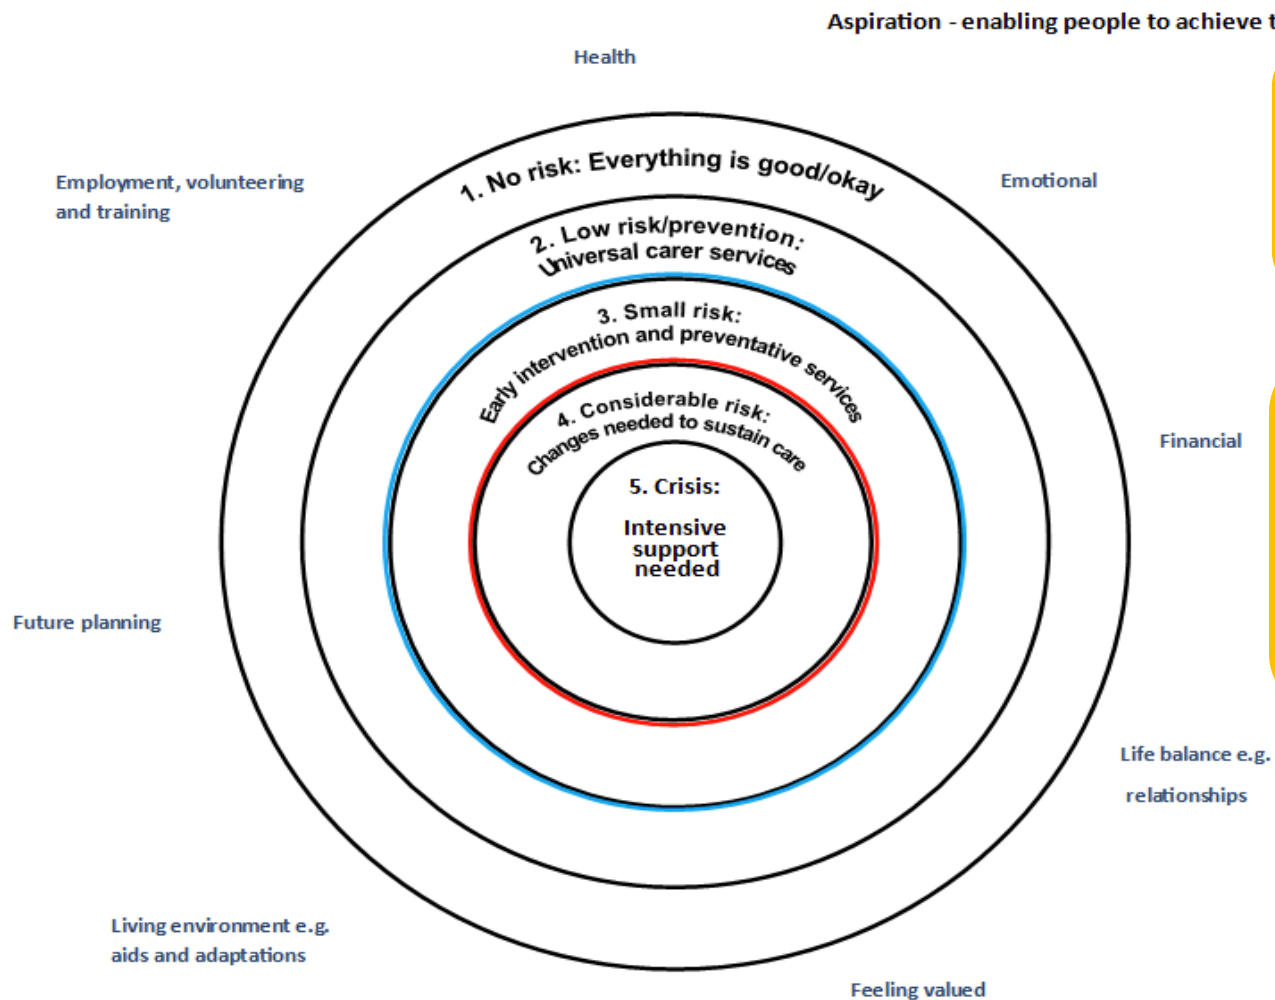 Aspiration - enabling people to achieve t
Health
Employment, volunteering
and training
Emotional
1. No risk: Everything is good/okay
2. Low risk/prevention:
Universal carer services
3. Small risk:
Early intervention and preventative services
4. Considerable risk:
Changes needed to sustain care
5. Crisis:
Intensive
support
needed
Financial
Future planning
Life balance e.g.
relationships
Living environment e.g.
aids and adaptations
Feeling valued